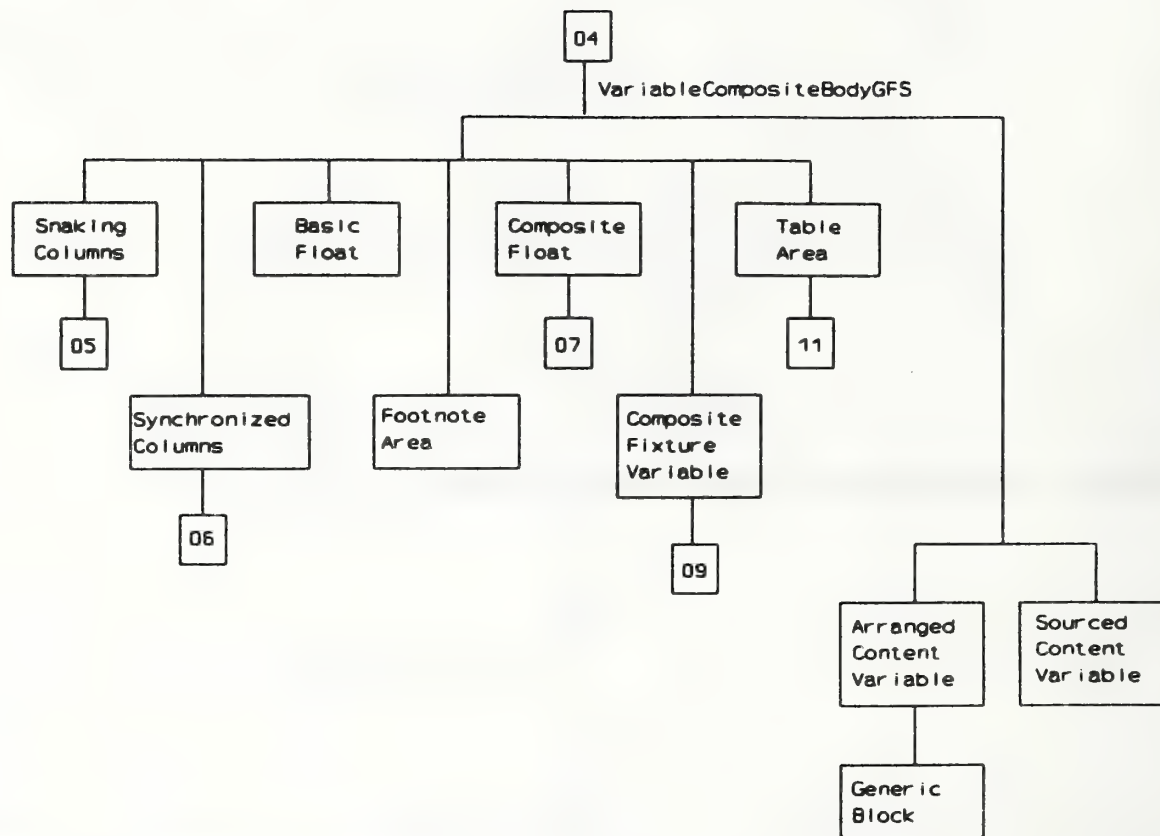 04
VariableCompositeBodyGFS
Snaking
Columns
Basic
Float
Composite
Float
Table
Area
05
07
11
Synchronized
Columns
Footnote
Area
Composite
Fixture
Variable
06
09
Arranged
Content
Variable
Sourced
Content
Variable
Generic
Block